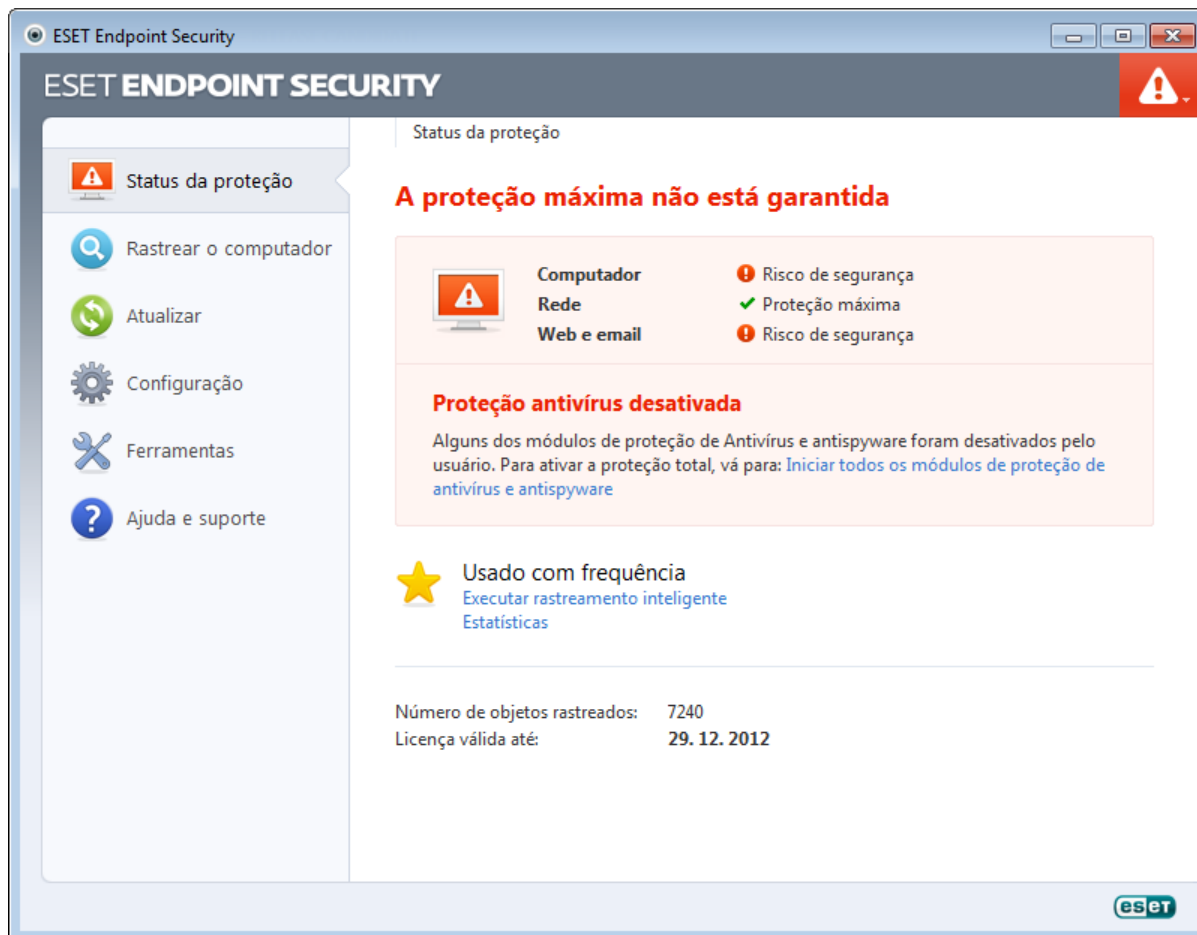 ESET Endpoint Security
ESET ENDPOINT SECURITY
Status da proteção
Status da proteção
Rastrear o computador
Atualizar
Configuração
Ferramentas
Ajuda e suporte
A proteção máxima não está garantida
Computador Risco de segurança
Rede Proteção máxima
Web e email Risco de segurança
Proteção antivírus desativada
Alguns dos módulos de proteção de Antivírus e antispyware foram desativados pelo
usuário. Para ativar a proteção total, vá para: Iniciar todos os módulos de proteção de
antivírus e antispyware
Usado com frequência
Executar rastreamento inteligente
Estatísticas
Número de objetos rastreados: 7240
Licença válida até: 29. 12. 2012
eset